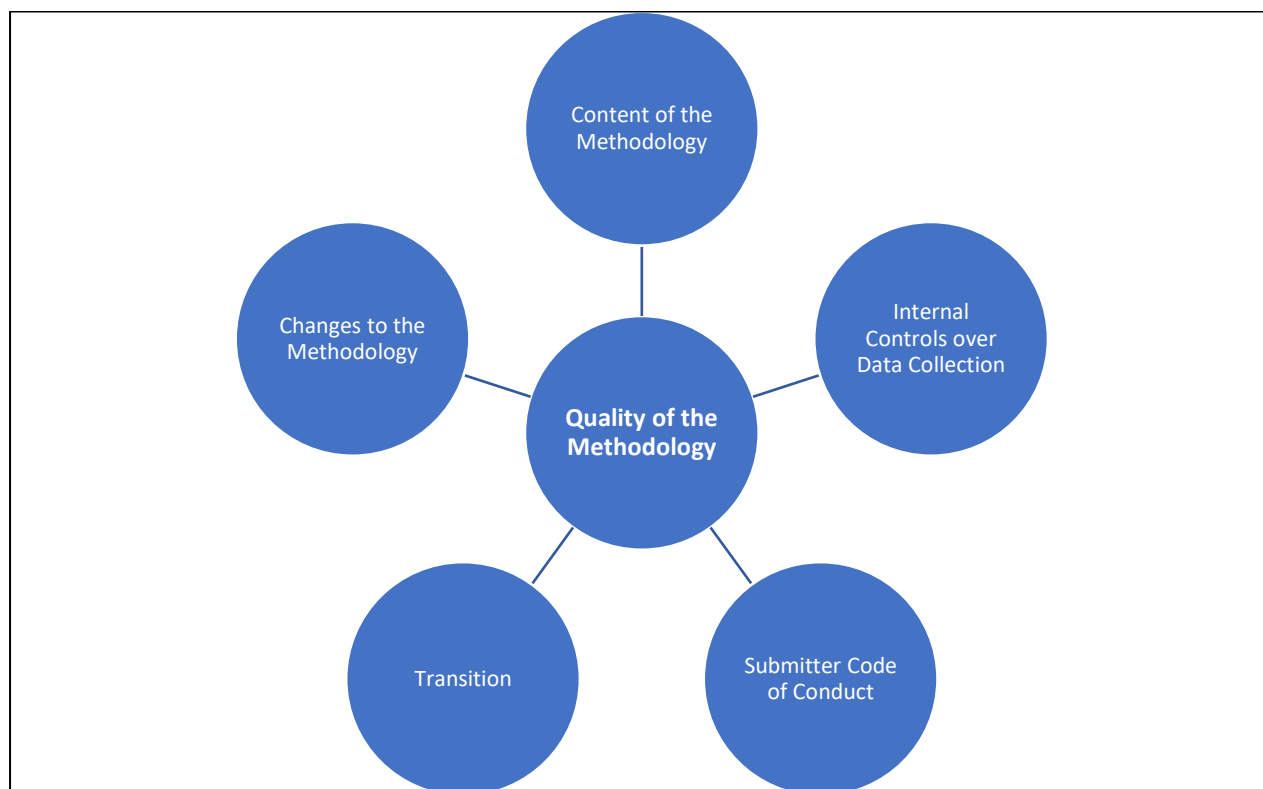 Content of the
Methodology
Internal
Controls over
Data Collection
Changes to the
Methodology
Quality of the
Methodology
Transition
Submitter Code
of Conduct